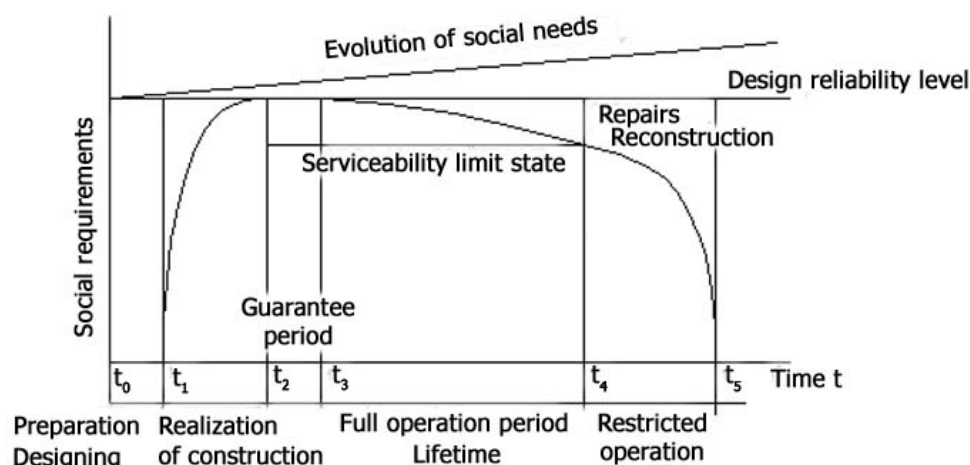 Evolution of social needs
Design reliability level
Repairs
Reconstruction
Serviceability limit state
Social requirements
Guarantee
period
t0 t1 t2 t3 t4 t5 Time t
Preparation Realization Full operation period Restricted
Designing of construction Lifetime operation